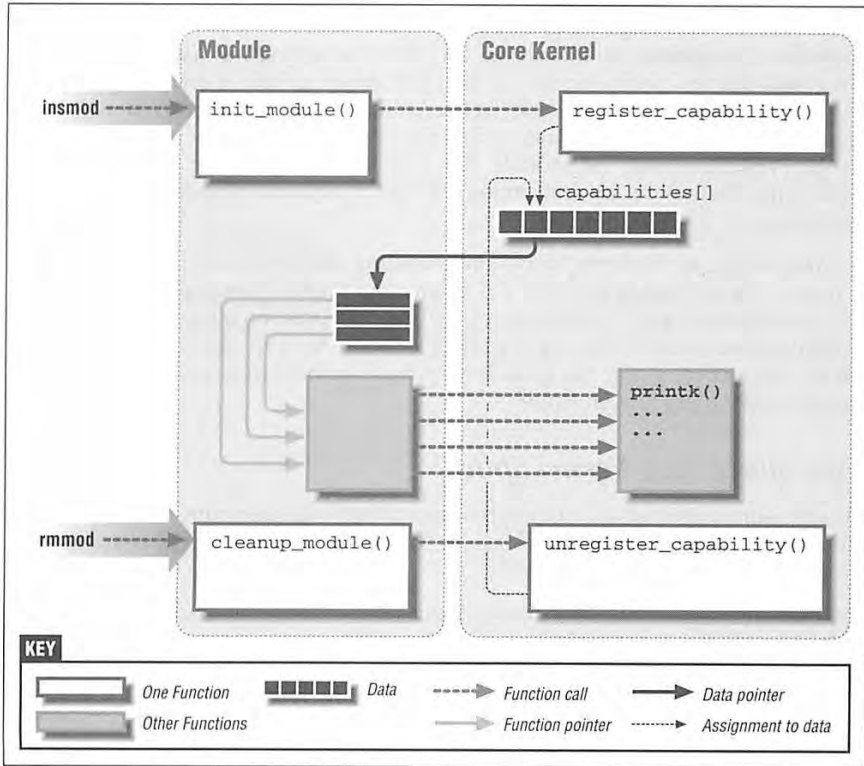 Module
Core Kernel
insmod
init_module()
register_capability()
capabilities[]
printk()
...
...
rmmod
cleanup_module()
unregister_capability()
KEY
One Function
Data
Function call
Data pointer
Other Functions
Function pointer
Assignment to data